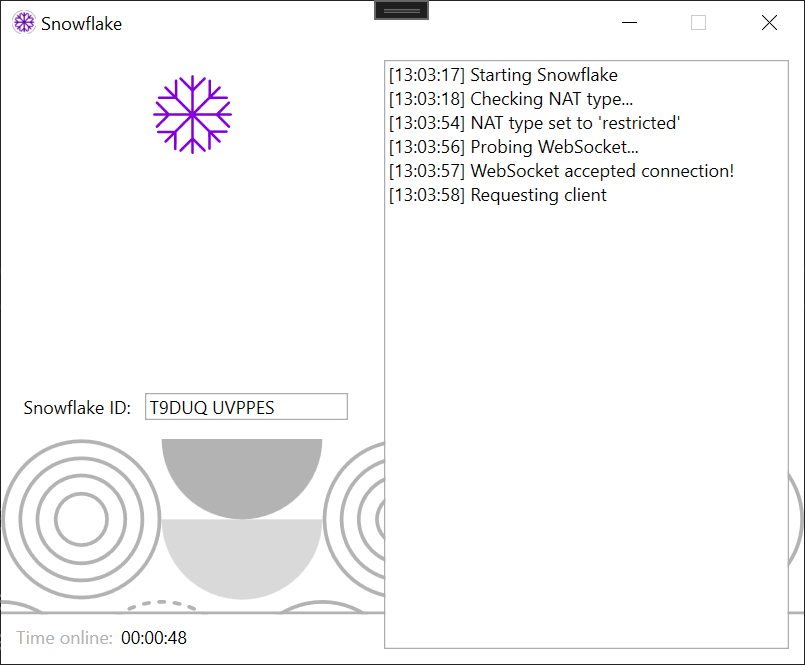 Snowflake
[13:03:17] Starting Snowflake
[13:03:18] Checking NAT type...
[13:03:54] NAT type set to 'restricted'
[13:03:56] Probing WebSocket...
[13:03:57] WebSocket accepted connection!
[13:03:58] Requesting client
Snowflake ID: T9DUQ UVPPES
Time online: 00:00:48